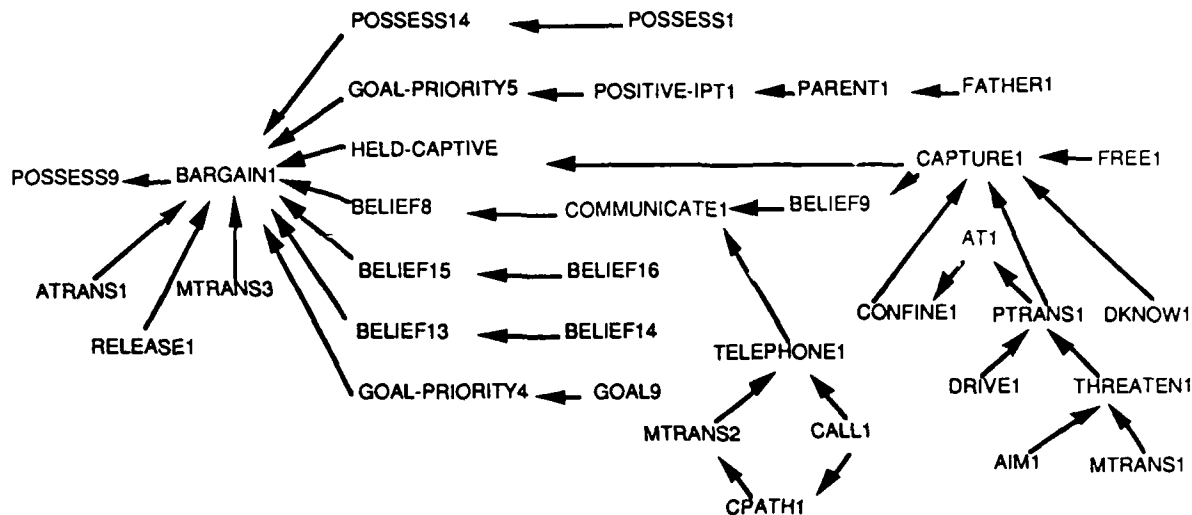 POSSESS14 POSSESS1
GOAL-PRIORITY5 POSITIVE-IPT1 PARENT1 FATHER1
HELD-CAPTIVE CAPTURE1 FREE1
POSSESS9 BARGAIN1
BELIEF8 COMMUNICATE1 BELIEF9
AT1
BELIEF15 BELIEF16
ATRANS1 MTRANS3
CONFINE1 PTRANS1 DKNOW1
BELIEF13 BELIEF14
RELEASE1
TELEPHONE1
GOAL-PRIORITY4 GOAL9 DRIVE1 THREATEN1
MTRANS2 CALL1
AIM1 MTRANS1
CPATH1